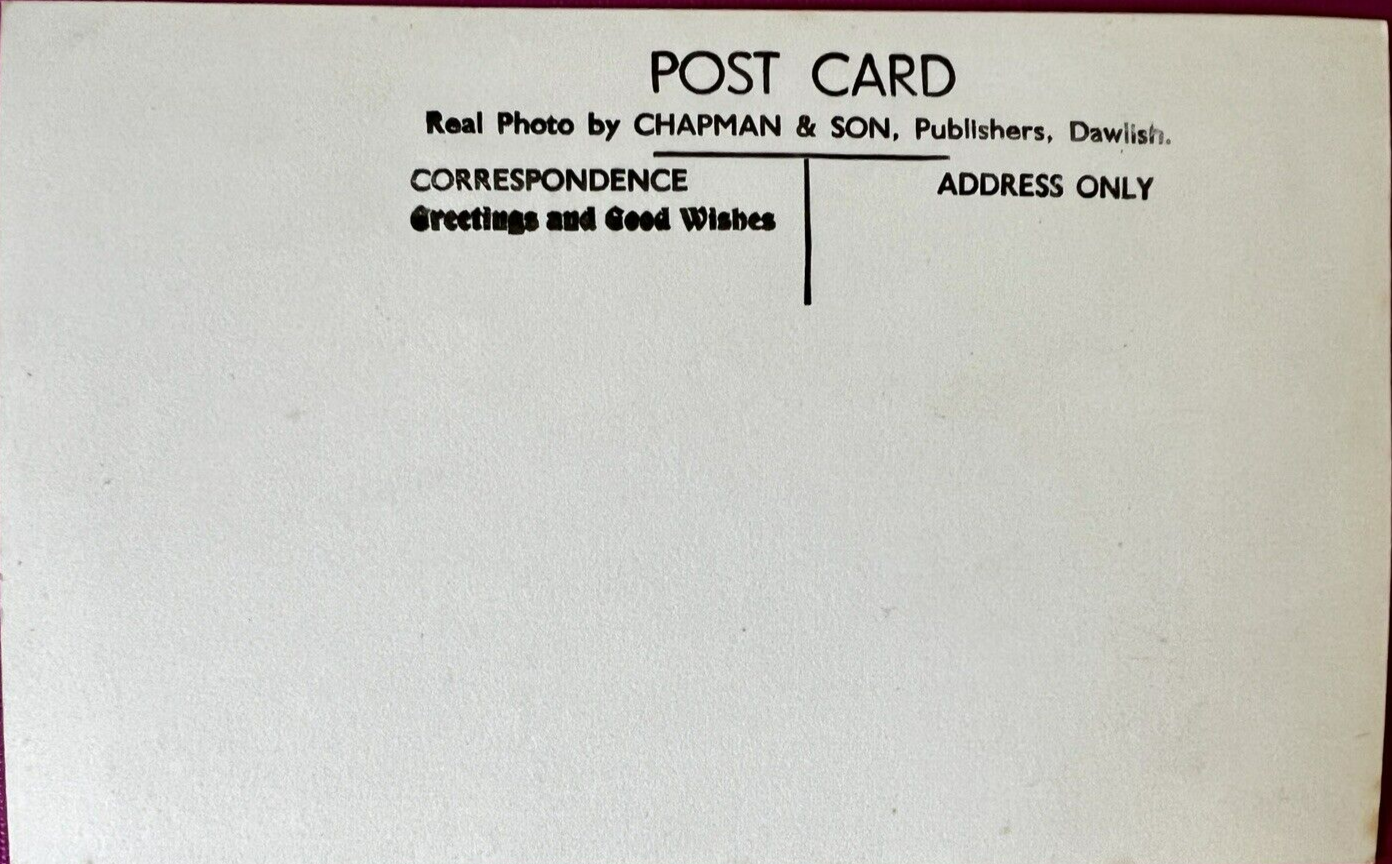 POST CARD
Real Photo by CHAPMAN & SON, Publishers, Dawlish.
CORRESPONDENCE
Greetings and Good Wishes
ADDRESS ONLY